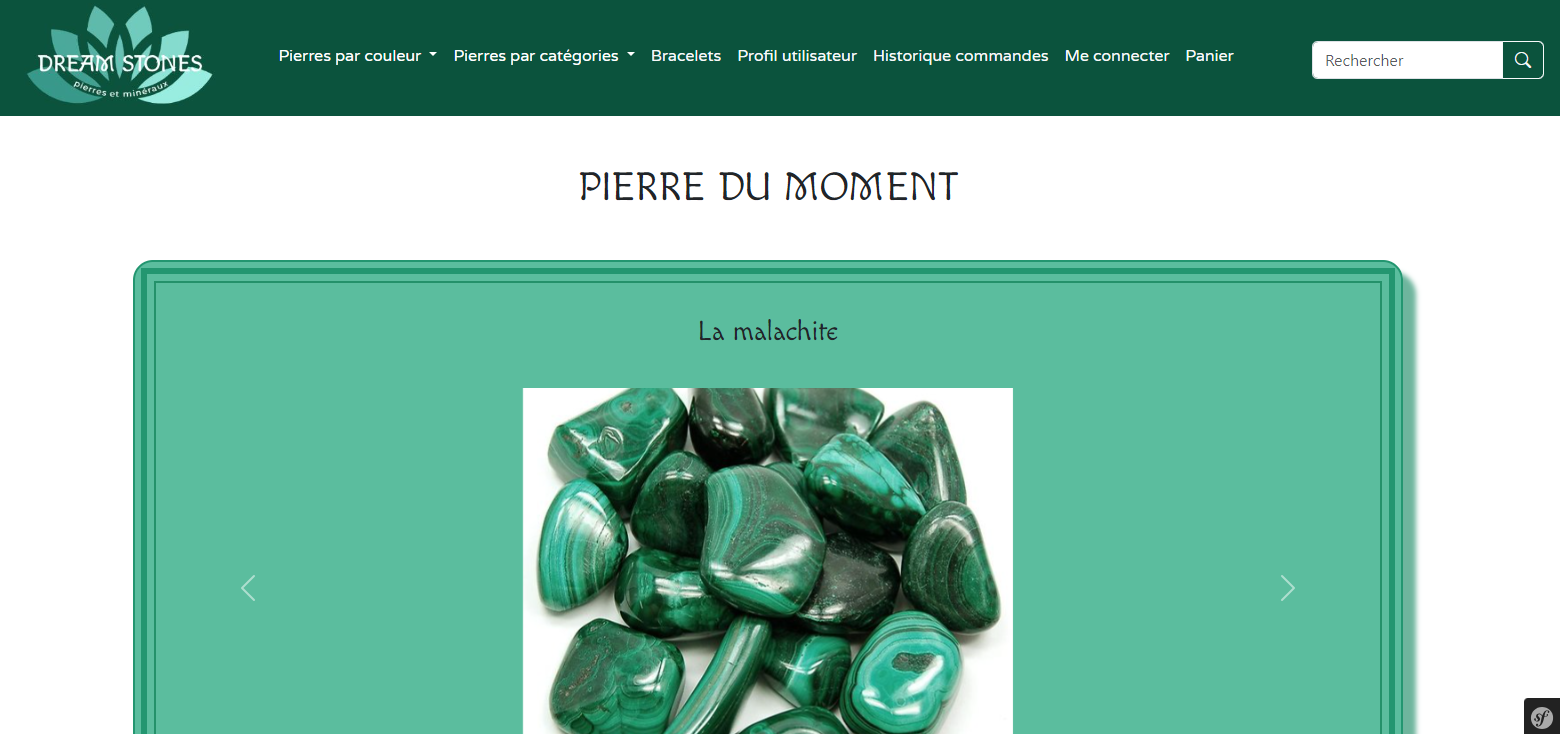 DREAM STONES
pierres et minéraux
Pierres par couleur Pierres par catégories Bracelets Profil utilisateur Historique commandes Me connecter Panier
Rechercher
PIERRE DU MOMENT
La malachite
sf